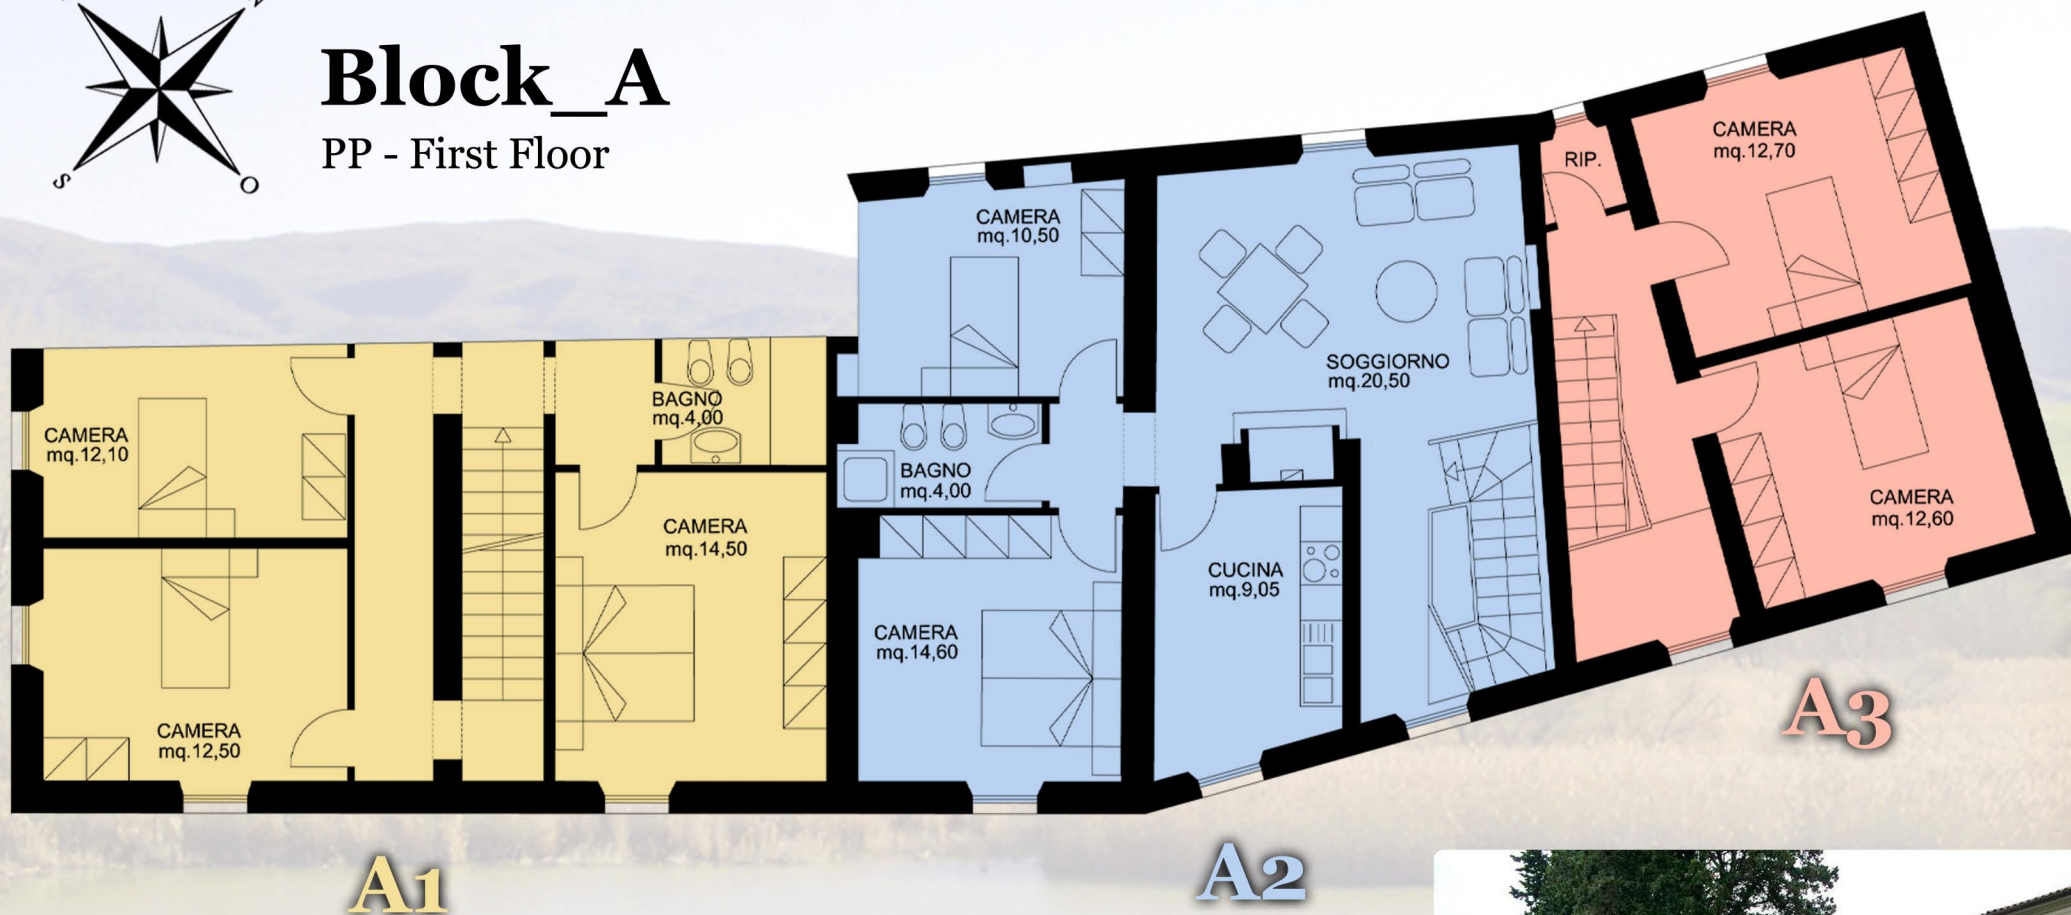 Block_A
PP - First Floor
S
O
CAMERA
mq.12,10
CAMERA
mq.12,50
BAGNO
mq.4,00
CAMERA
mq.14,50
CAMERA
mq.10,50
BAGNO
mq.4,00
CAMERA
mq.14,60
SOGGIORNO
mq.20,50
CUCINA
mq.9,05
RIP.
CAMERA
mq.12,70
CAMERA
mq.12,60
A1
A2
A3